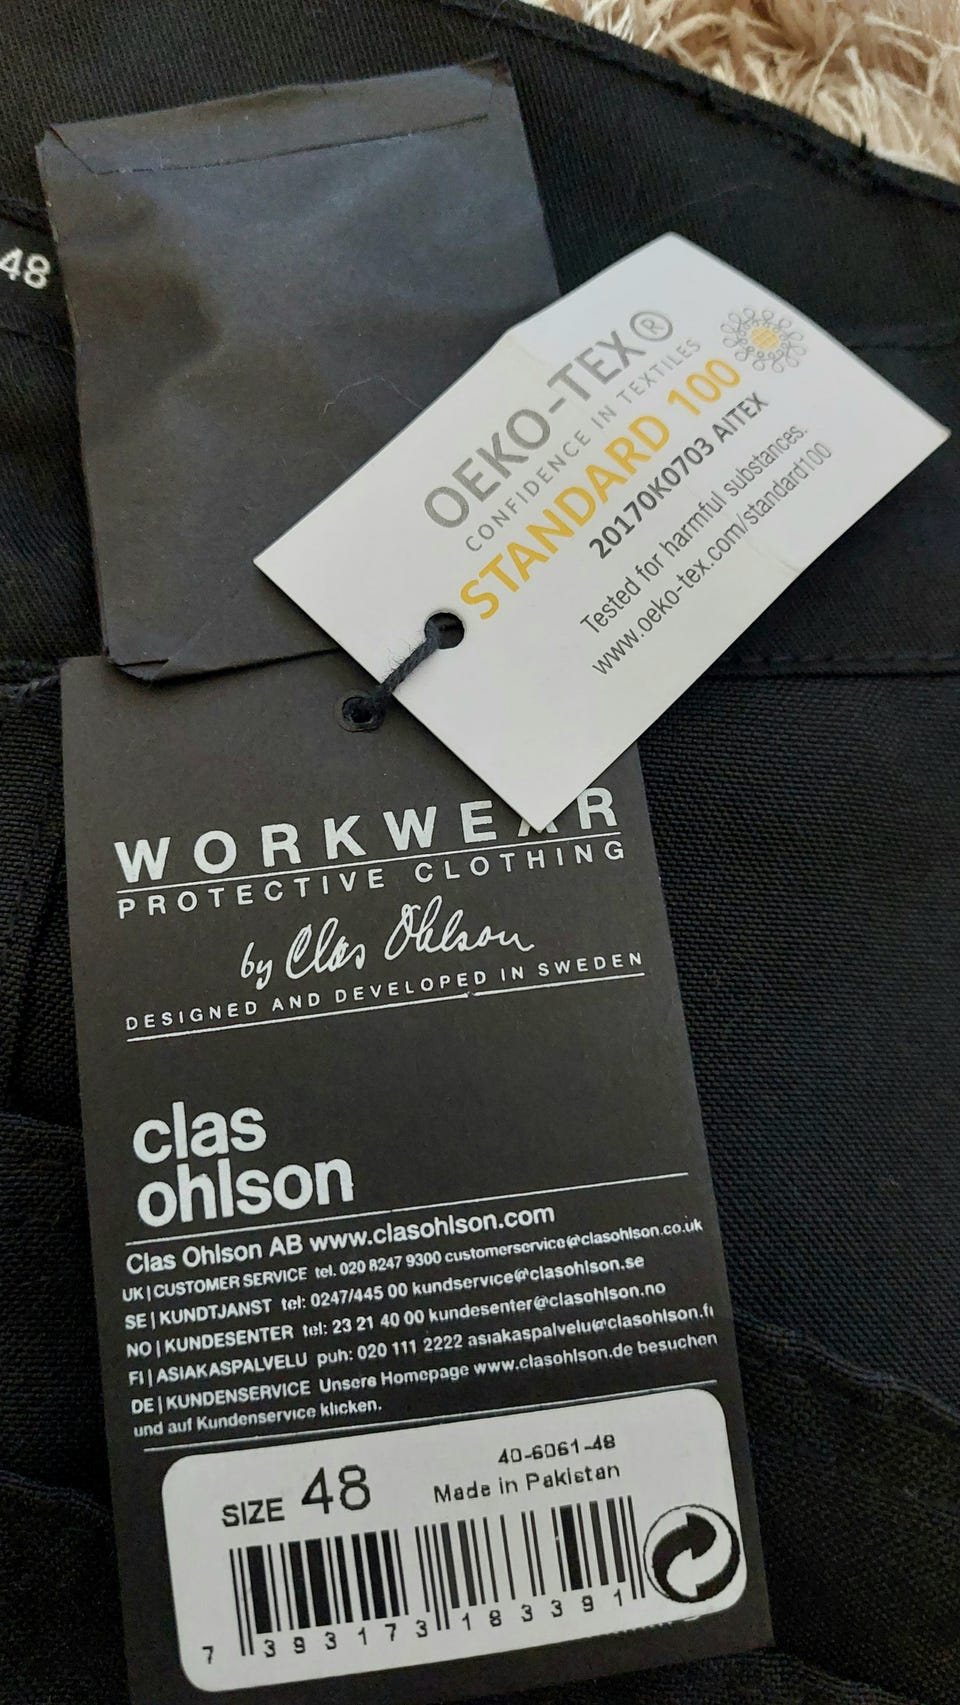 48
OEKO-TEX®
CONFIDENCE IN TEXTILES
STANDARD 100
20170K0703 AITEX
Tested for harmful substances.
www.oeko-tex.com/standard100
WORKWEAR
PROTECTIVE CLOTHING
by Clas Ohlson
DESIGNED AND DEVELOPED IN SWEDEN
clas
ohlson
Clas Ohlson AB www.clasohlson.com
UK | CUSTOMER SERVICE tel. 020 8247 9300 customerservice@clasohlson.co.uk
SE | KUNDTJÄNST tel: 0247/445 00 kundservice@clasohlson.se
NO | KUNDESENTER tel: 23 21 40 00 kundesenter@clasohlson.no
FI | ASIAKASPALVELU puh: 020 111 2222 asiakaspalvelu@clasohlson.fi
DE | KUNDENSERVICE Unsere Homepage www.clasohlson.de besuchen
und auf Kundenservice klicken.
40-6061-48
SIZE 48 Made in Pakistan
7 393173 183391